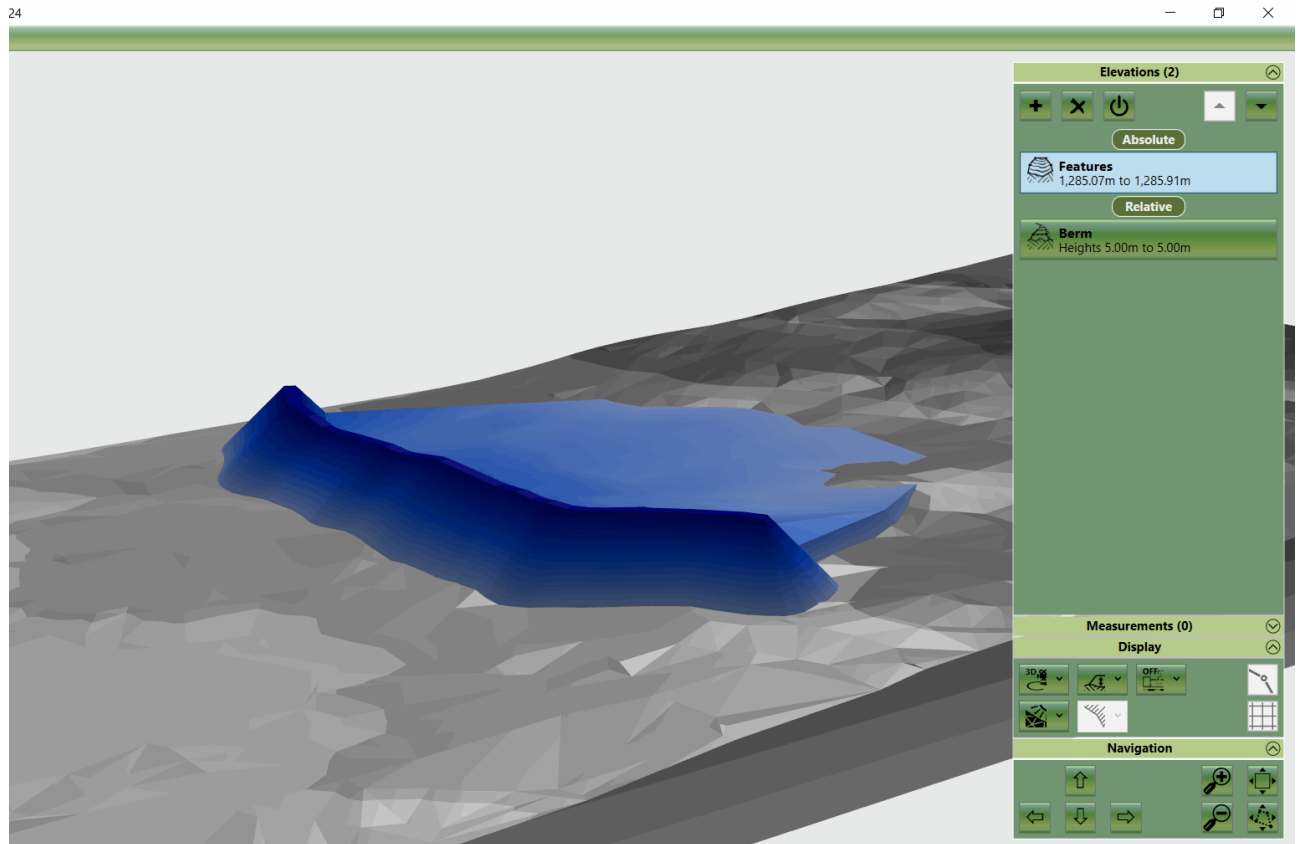 24
Elevations (2)
Absolute
Features
1,285.07m to 1,285.91m
Relative
Berm
Heights 5.00m to 5.00m
Measurements (0)
Display
3D
OFF
Navigation